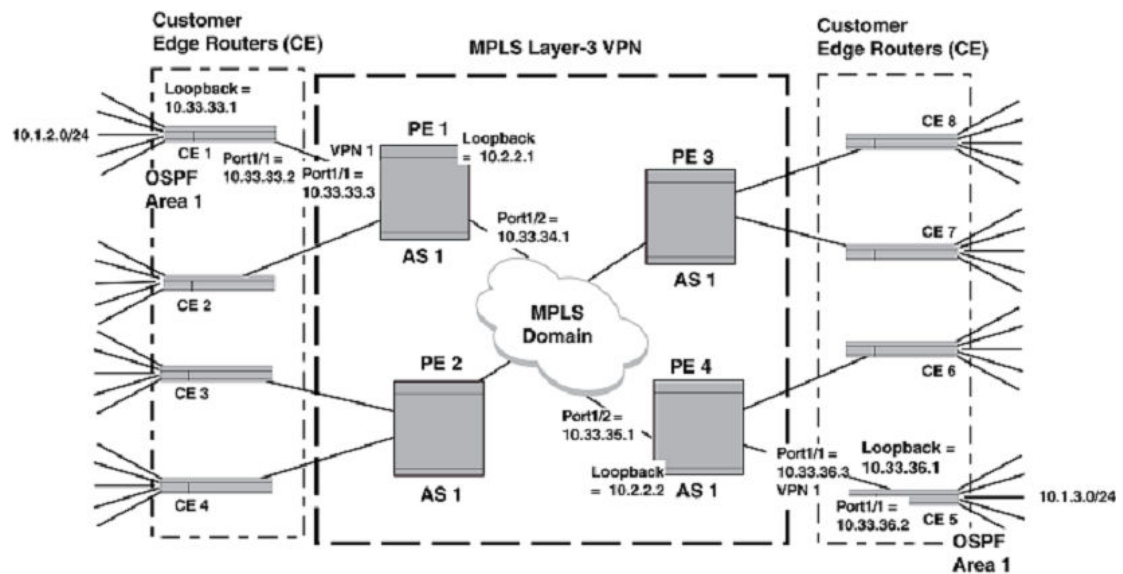 Customer
Edge Routers (CE)
MPLS Layer-3 VPN
Customer
Edge Routers (CE)
Loopback =
10.33.33.1
10.1.2.0/24
CE 1
Port1/1 =
10.33.33.2
OSPF
Area 1
VPN 1
Port1/1 =
10.33.33.3
PE 1
Loopback
= 10.2.2.1
AS 1
Port1/2 =
10.33.34.1
PE 3
AS 1
CE 8
CE 7
CE 2
MPLS
Domain
CE 3
PE 2
AS 1
CE 4
PE 4
Port1/2 =
10.33.35.1
Loopback
= 10.2.2.2
AS 1
CE 6
Port1/1 =
10.33.36.3
VPN 1
Loopback =
10.33.36.1
Port1/1 =
10.33.36.2
CE 5
10.1.3.0/24
OSPF
Area 1